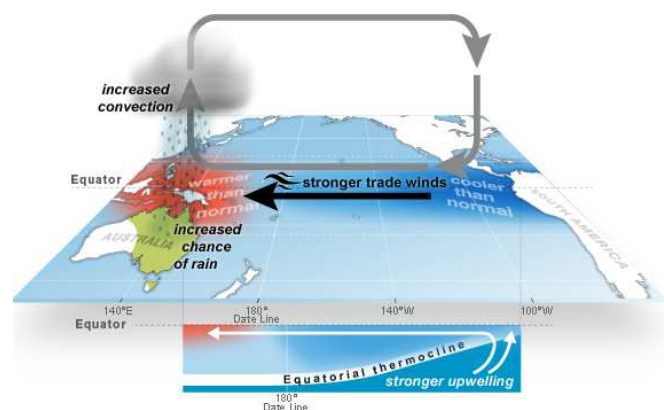 increased
convection
Equator
warmer
than
normal
stronger trade winds
cooler
than
normal
AUSTRALIA
increased
chance
of rain
SOUTH AMERICA
140°E
180°
Date Line
140°W
100°W
Equator
Equatorial thermocline
stronger upwelling
180°
Date Line